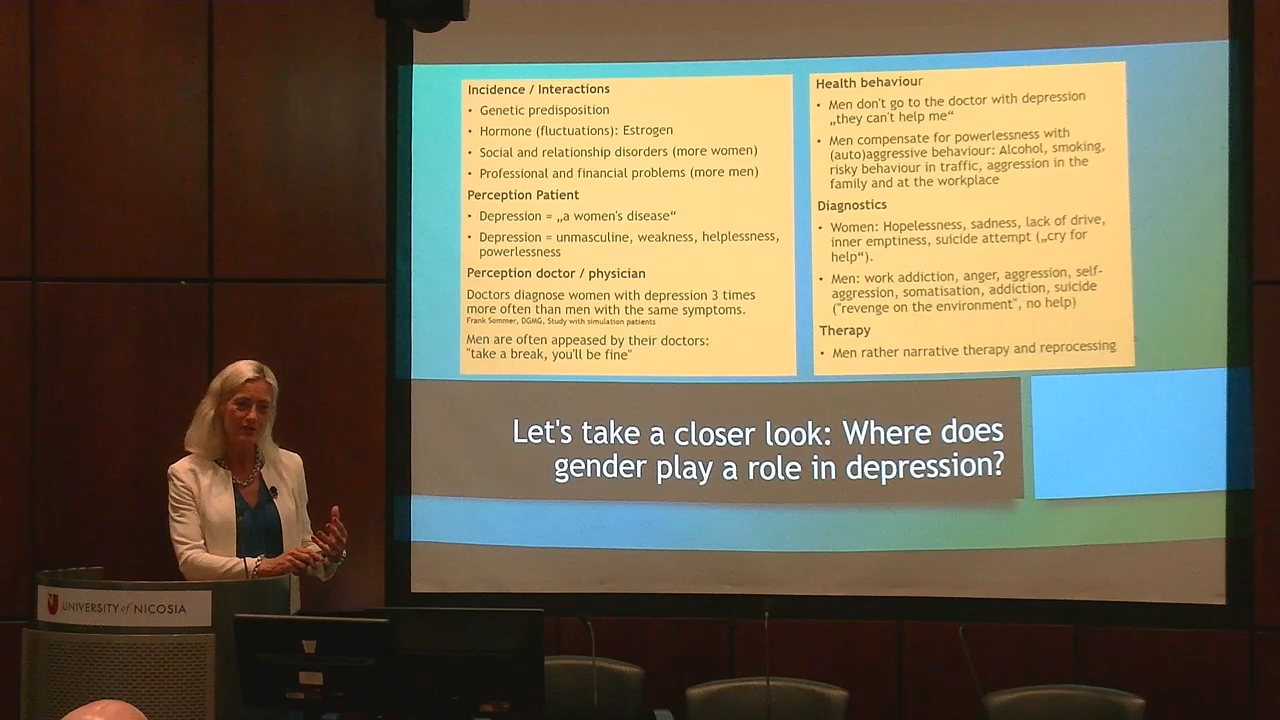 Incidence / Interactions
• Genetic predisposition
• Hormone (fluctuations): Estrogen
• Social and relationship disorders (more women)
• Professional and financial problems (more men)
Perception Patient
• Depression = „a women's disease“
• Depression = unmasculine, weakness, helplessness,
powerlessness
Perception doctor / physician
Doctors diagnose women with depression 3 times
more often than men with the same symptoms.
Frank Sommer, DGMG, Study with simulation patients
Men are often appeased by their doctors:
"take a break, you'll be fine"
Health behaviour
• Men don't go to the doctor with depression
„they can't help me“
• Men compensate for powerlessness with
(auto)aggressive behaviour: Alcohol, smoking,
risky behaviour in traffic, aggression in the
family and at the workplace
Diagnostics
• Women: Hopelessness, sadness, lack of drive,
inner emptiness, suicide attempt („cry for
help“).
• Men: work addiction, anger, aggression, self-
aggression, somatisation, addiction, suicide
("revenge on the environment", no help)
Therapy
• Men rather narrative therapy and reprocessing
Let's take a closer look: Where does
gender play a role in depression?
UNIVERSITY of NICOSIA